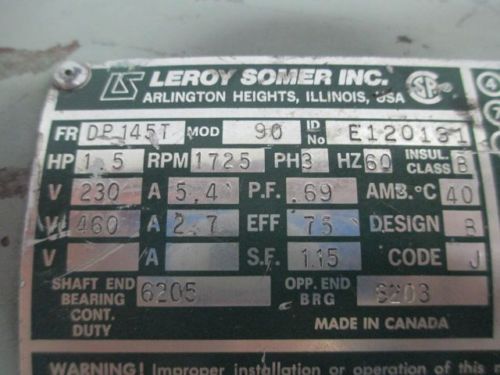 LS LEROY SOMER INC.
ARLINGTON HEIGHTS, ILLINOIS, USA
FR DP145T MOD 90 ID No E120131
HP 1.5 RPM 1725 PH 3 HZ 60 INSUL. CLASS B
V 230 A 5.4 P.F. .69 AMB.°C 40
V 460 A 2.7 EFF 75 DESIGN B
V A S.F. 1.15 CODE J
SHAFT END BEARING 6205 OPP. END BRG 6203
CONT. DUTY
MADE IN CANADA
WARNING! Improper installation or operation of this